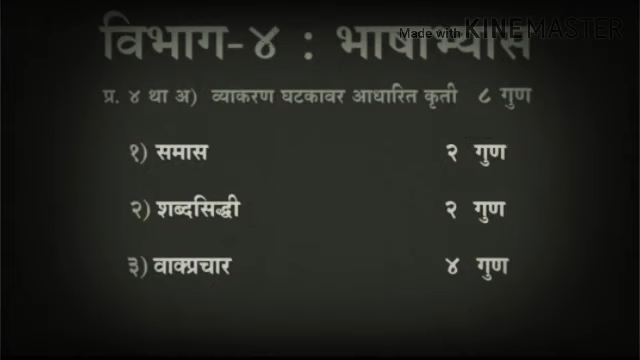 Made with KINEMASTER
विभाग-४ : भाषाभ्यास
प्र. ४ था अ) व्याकरण घटकावर आधारित कृती ८ गुण
१) समास २ गुण
२) शब्दसिद्धी २ गुण
३) वाक्प्रचार ४ गुण